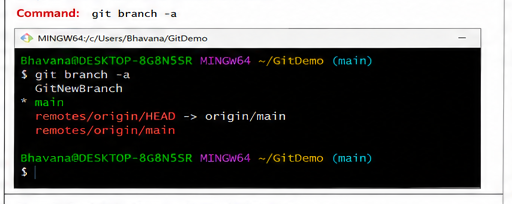 Command: git branch -a
MINGW64:/c/Users/Bhavana/GitDemo
Bhavana@DESKTOP-8G8N5SR MINGW64 ~/GitDemo (main)
$ git branch -a
  GitNewBranch
* main
  remotes/origin/HEAD -> origin/main
  remotes/origin/main
Bhavana@DESKTOP-8G8N5SR MINGW64 ~/GitDemo (main)
$